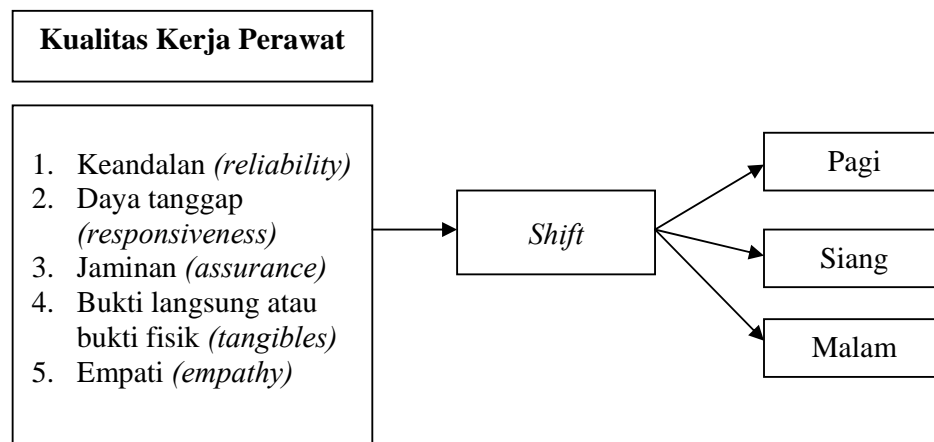 Kualitas Kerja Perawat
1. Keandalan (reliability)
2. Daya tanggap
(responsiveness)
3. Jaminan (assurance)
4. Bukti langsung atau
bukti fisik (tangibles)
5. Empati (empathy)
Shift
Pagi
Siang
Malam